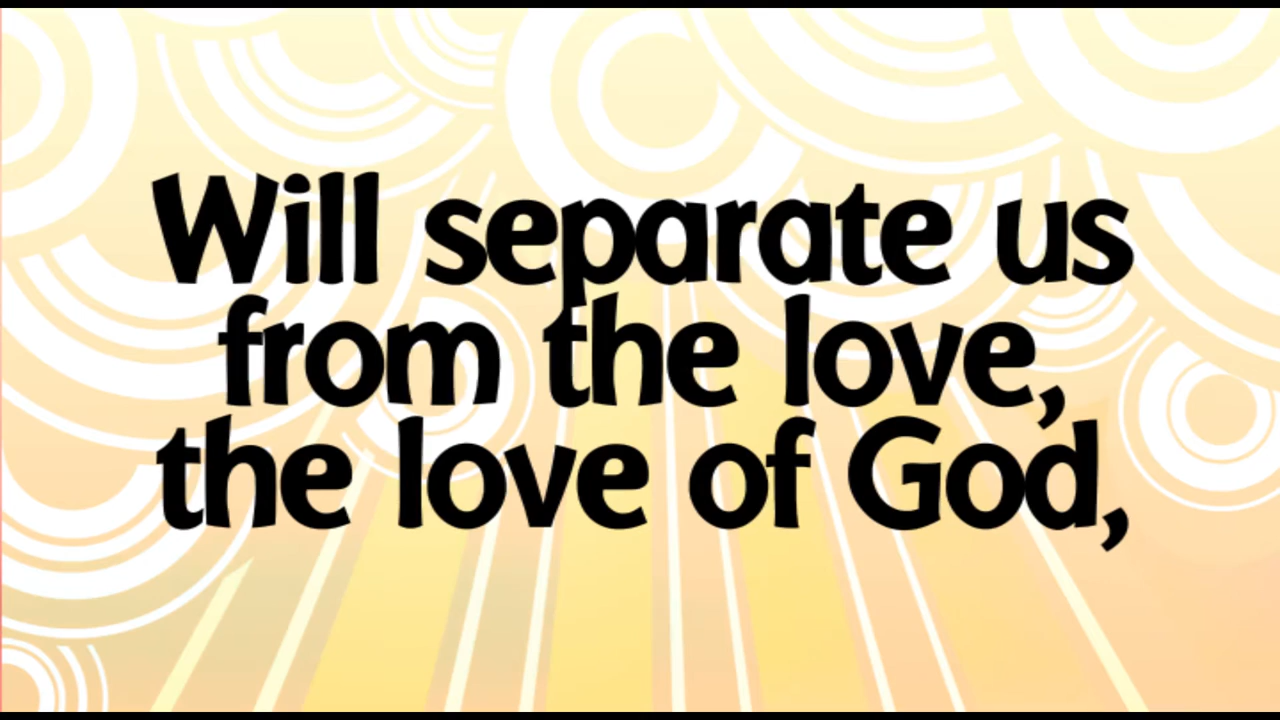 Will separate us
from the love,
the love of God,